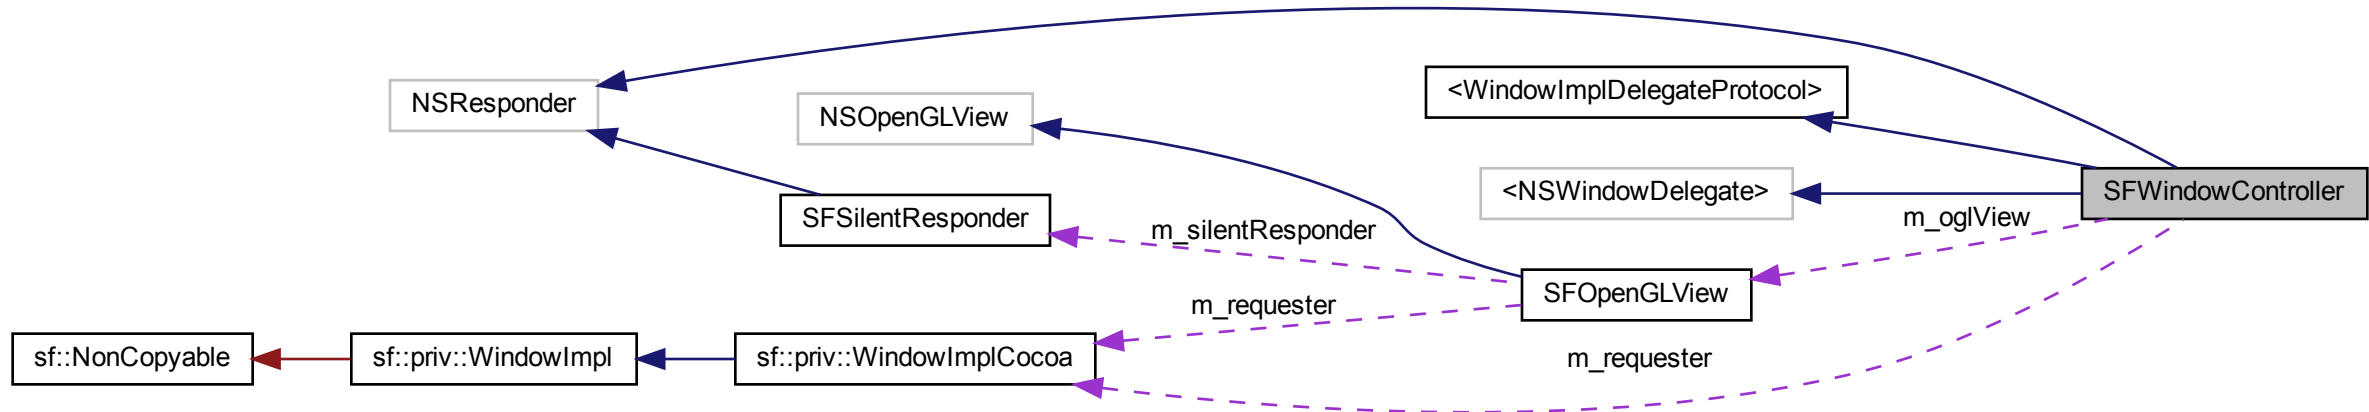 <WindowImplDelegateProtocol>
NSResponder
NSOpenGLView
<NSWindowDelegate>
SFWindowController
SFSilentResponder
m_silentResponder
m_oglView
SFOpenGLView
m_requester
sf::NonCopyable
sf::priv::WindowImpl
sf::priv::WindowImplCocoa
m_requester